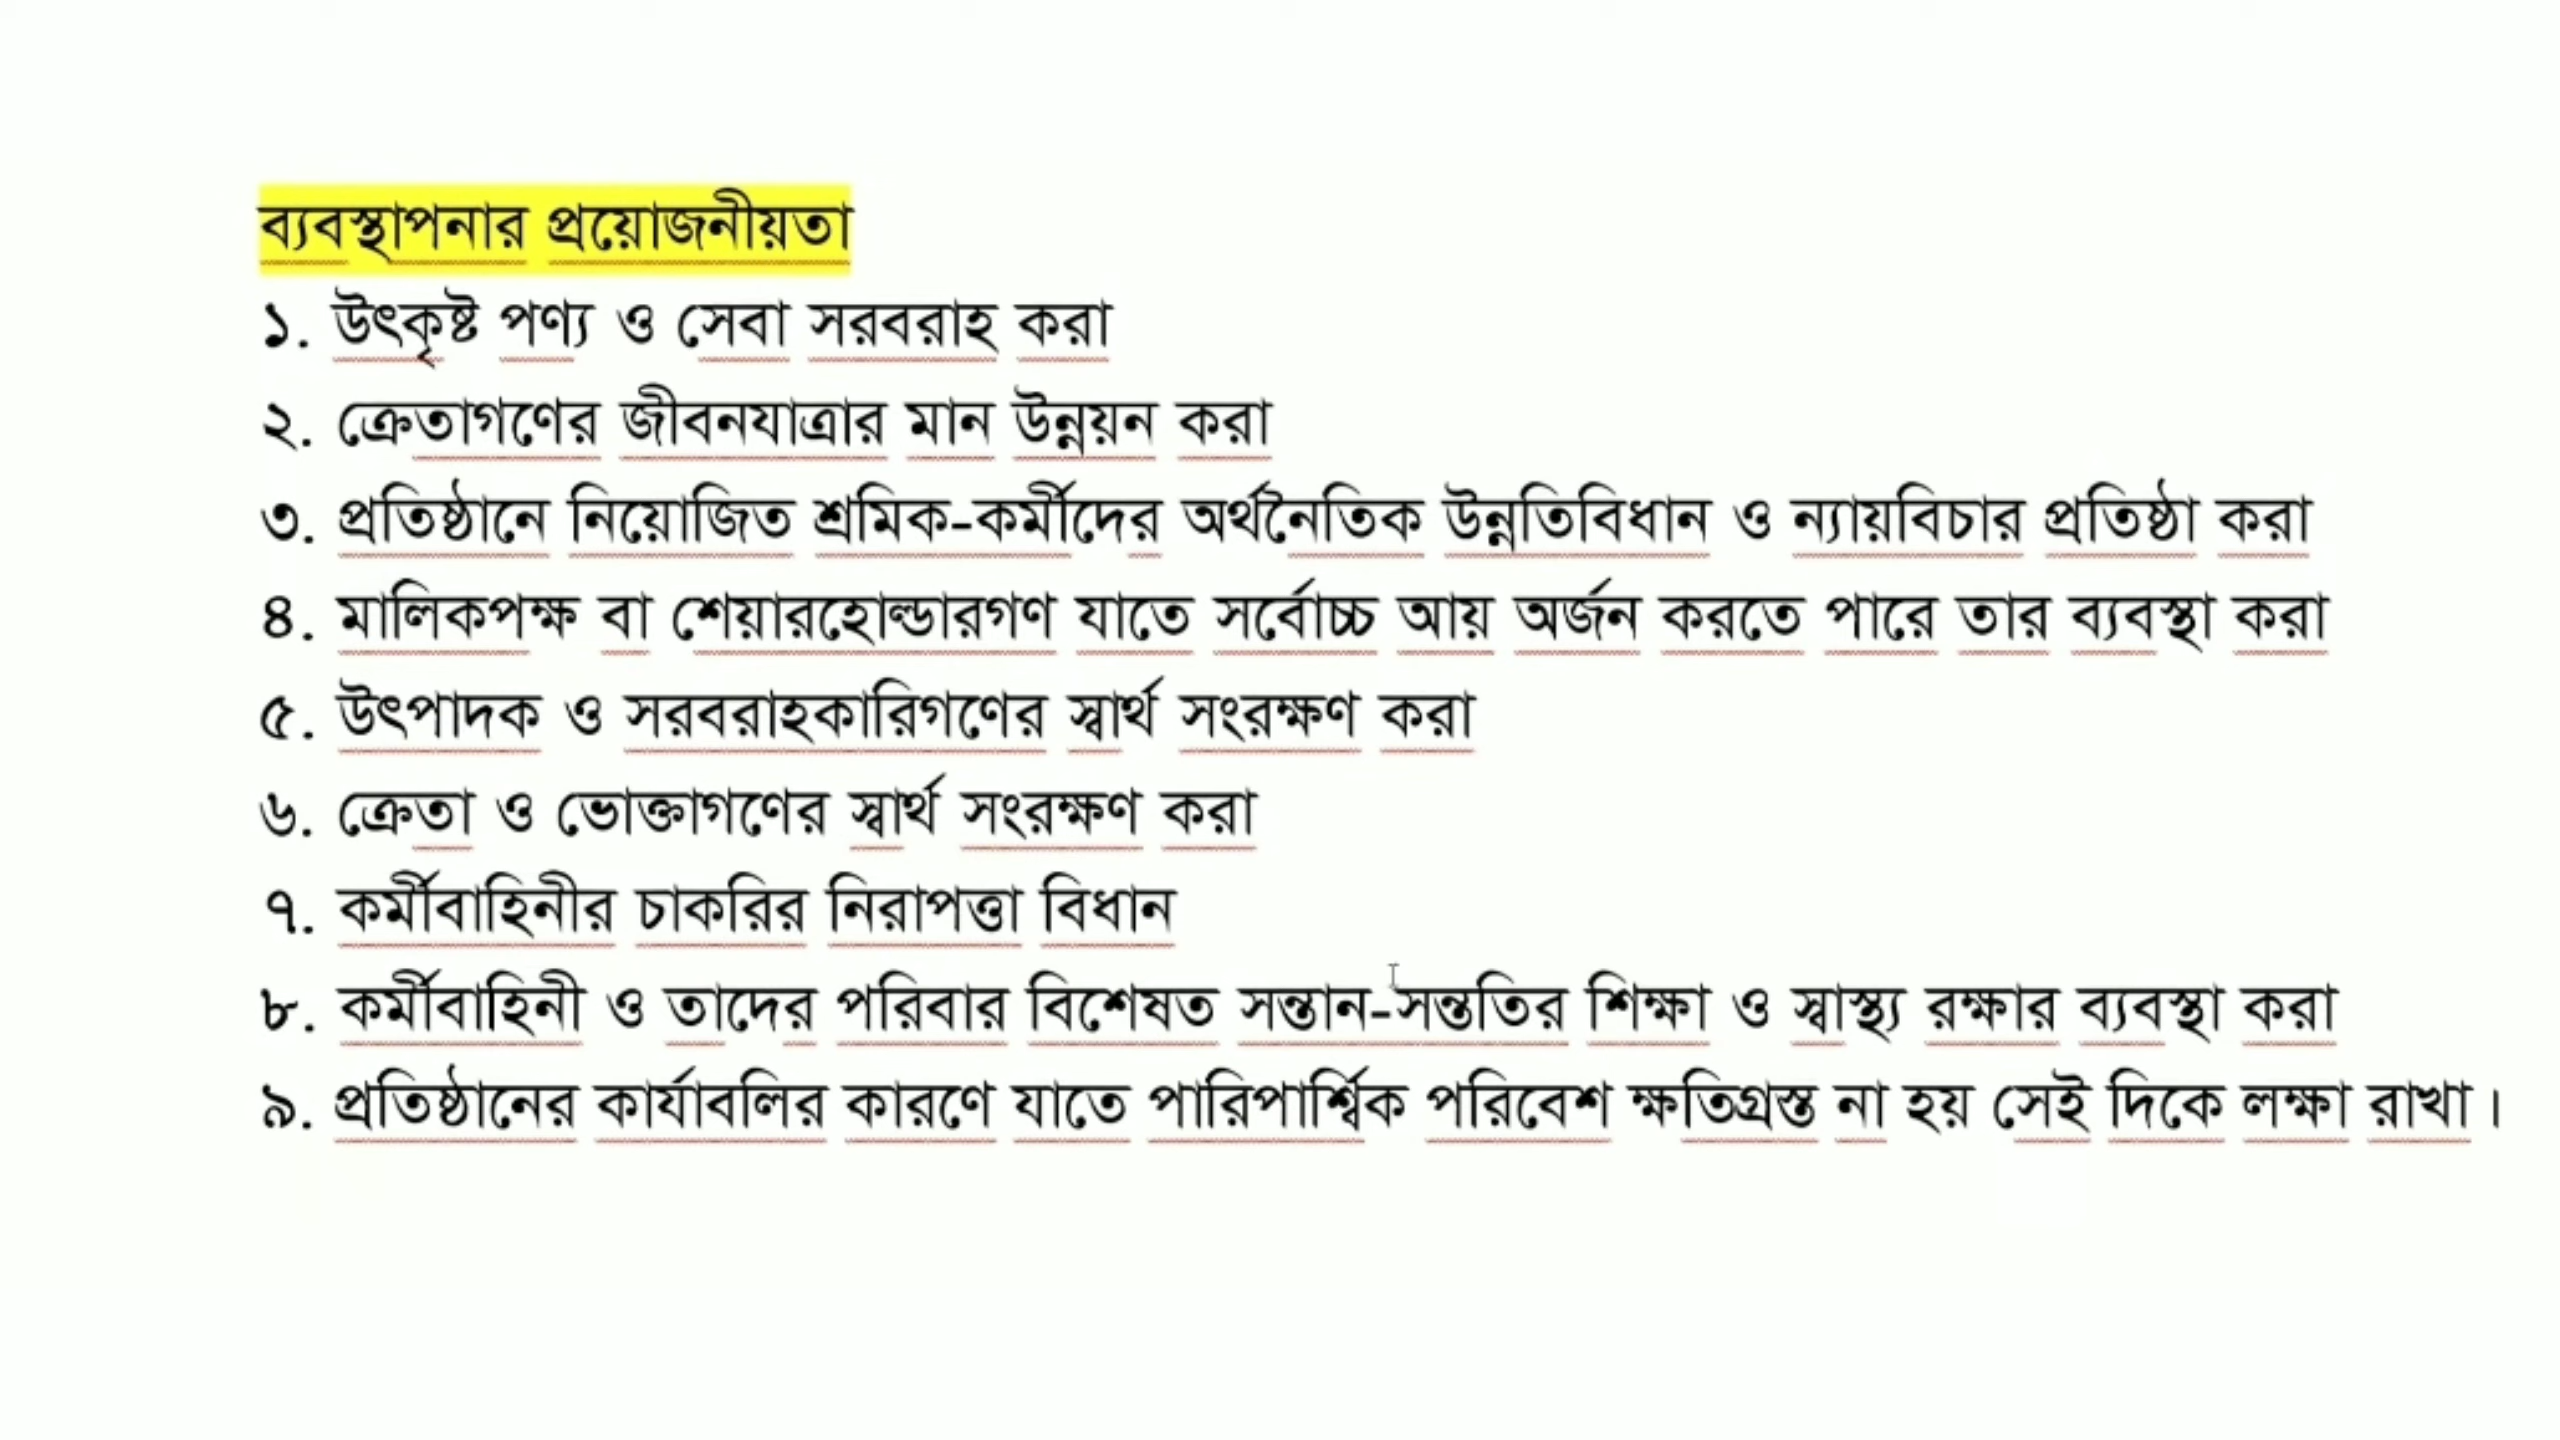 ব্যবস্থাপনার প্রয়োজনীয়তা
১. উৎকৃষ্ট পণ্য ও সেবা সরবরাহ করা
২. ক্রেতাগণের জীবনযাত্রার মান উন্নয়ন করা
৩. প্রতিষ্ঠানে নিয়োজিত শ্রমিক-কর্মীদের অর্থনৈতিক উন্নতিবিধান ও ন্যায়বিচার প্রতিষ্ঠা করা
৪. মালিকপক্ষ বা শেয়ারহোল্ডারগণ যাতে সর্বোচ্চ আয় অর্জন করতে পারে তার ব্যবস্থা করা
৫. উৎপাদক ও সরবরাহকারিগণের স্বার্থ সংরক্ষণ করা
৬. ক্রেতা ও ভোক্তাগণের স্বার্থ সংরক্ষণ করা
৭. কর্মীবাহিনীর চাকরির নিরাপত্তা বিধান
৮. কর্মীবাহিনী ও তাদের পরিবার বিশেষত সন্তান-সন্ততির শিক্ষা ও স্বাস্থ্য রক্ষার ব্যবস্থা করা
৯. প্রতিষ্ঠানের কার্যাবলির কারণে যাতে পারিপার্শ্বিক পরিবেশ ক্ষতিগ্রস্ত না হয় সেই দিকে লক্ষা রাখা।